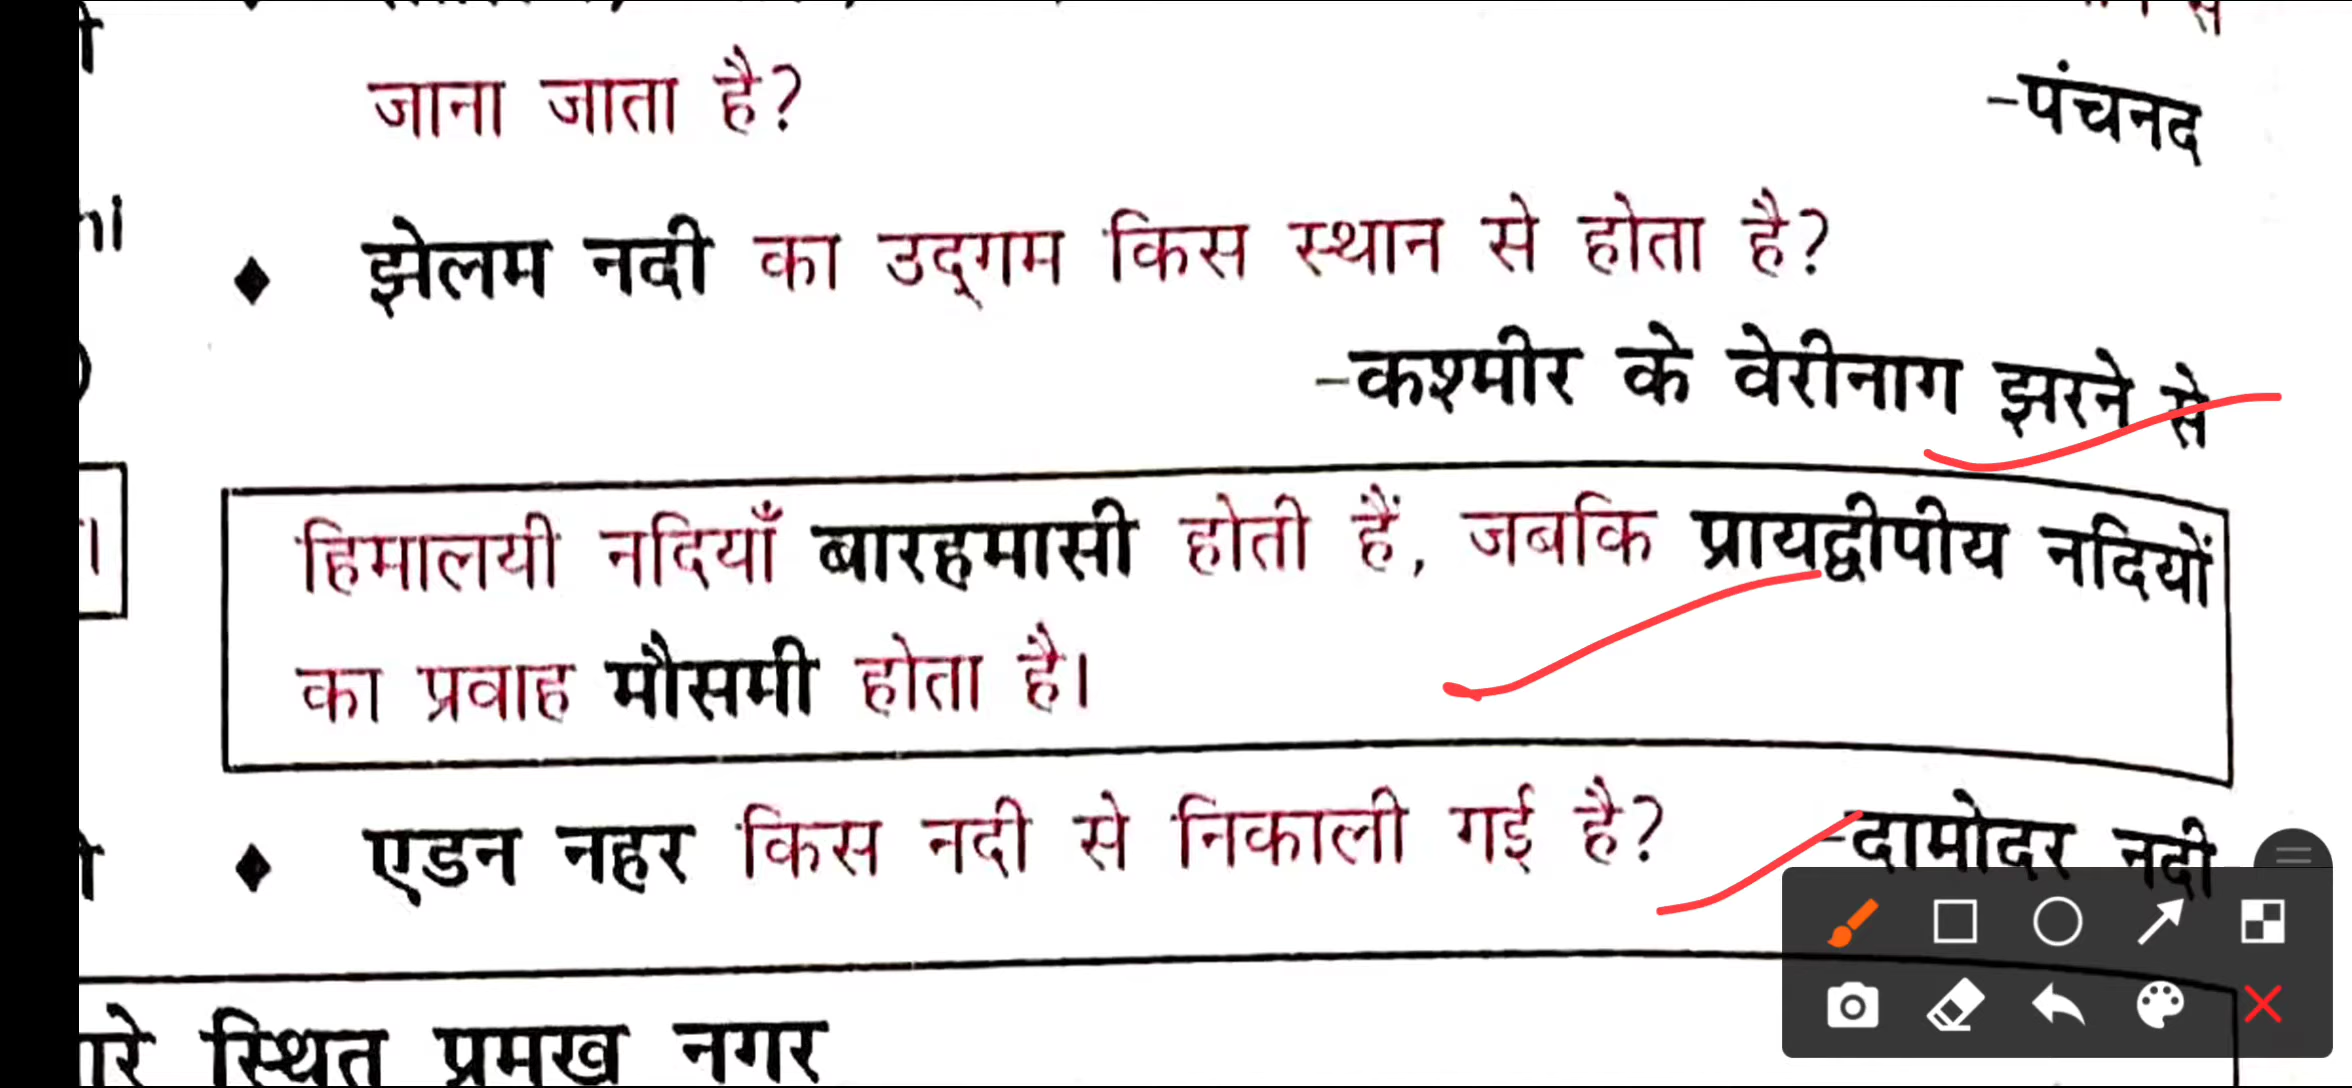 जाना जाता है?
-पंचनद
♦ झेलम नदी का उद्‌गम किस स्थान से होता है?
-कश्मीर के वेरीनाग झरने से
हिमालयी नदियाँ बारहमासी होती हैं, जबकि प्रायद्वीपीय नदियों
का प्रवाह मौसमी होता है।
♦ एडन नहर किस नदी से निकाली गई है? -दामोदर नदी
स्थित प्रमख नगर